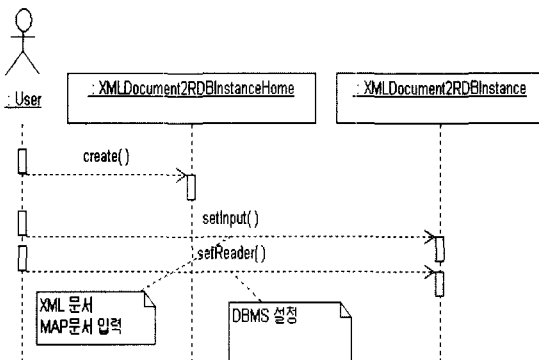 : User
: XMLDocument2RDBInstanceHome
: XMLDocument2RDBInstance
create( )
setInput( )
setReader( )
XML 문서
MAP문서 입력
DBMS 설정